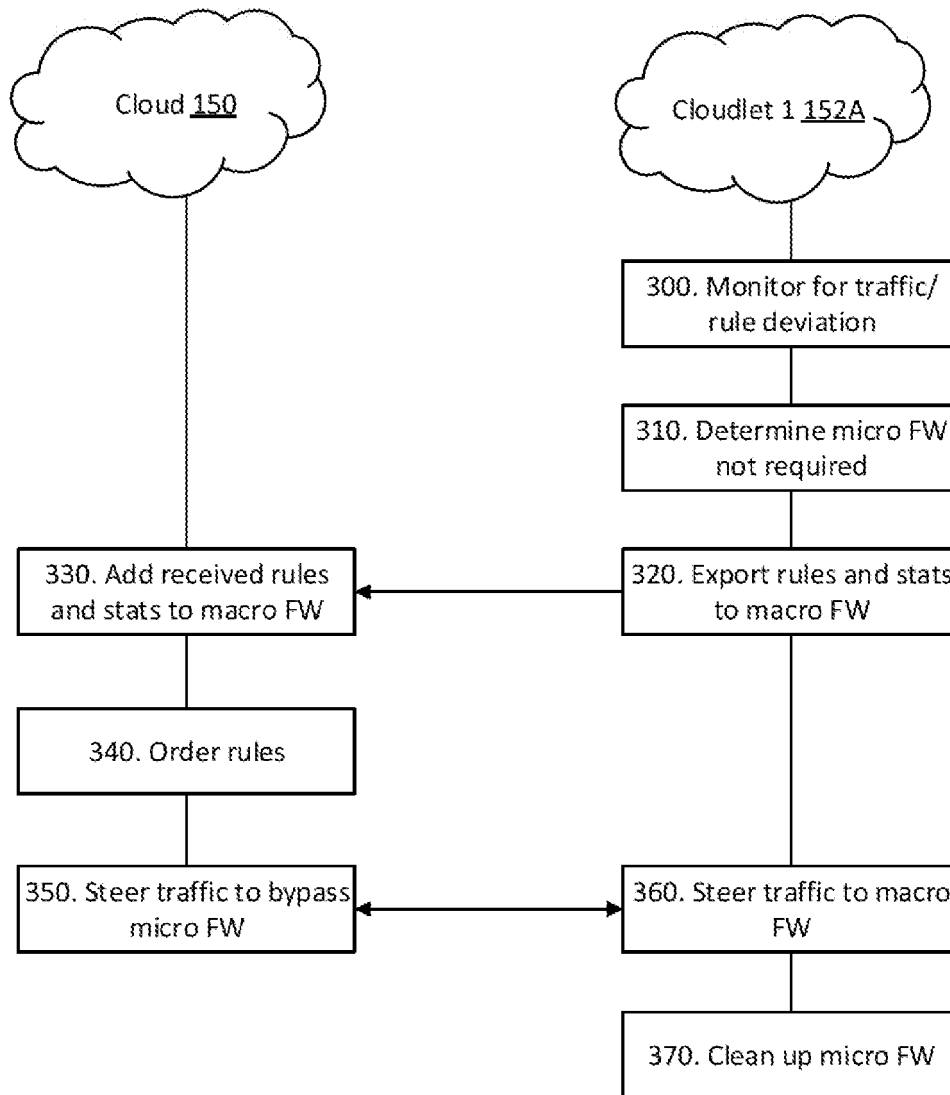 Cloud 150
Cloudlet 1 152A
300. Monitor for traffic/
rule deviation
310. Determine micro FW
not required
330. Add received rules
and stats to macro FW
320. Export rules and stats
to macro FW
340. Order rules
350. Steer traffic to bypass
micro FW
360. Steer traffic to macro
FW
370. Clean up micro FW